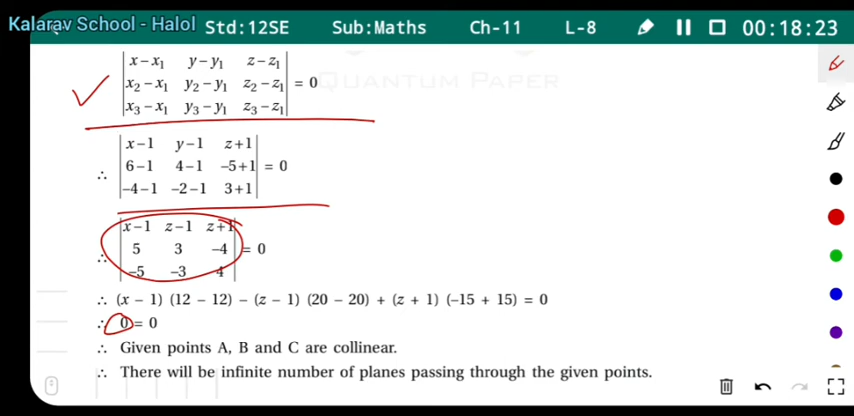 Kalarav School - Halol Std:12SE Sub:Maths Ch-11 L-8 00:18:23
QUANTUM PAPER
| x – x₁ y – y₁ z – z₁ |
| x₂ – x₁ y₂ – y₁ z₂ – z₁ | = 0
| x₃ – x₁ y₃ – y₁ z₃ – z₁ |
| x – 1 y – 1 z + 1 |
∴ | 6 – 1 4 – 1 –5 + 1 | = 0
| –4 – 1 –2 – 1 3 + 1 |
| x – 1 z – 1 z + 1 |
∴ | 5 3 –4 | = 0
| –5 –3 4 |
∴ (x – 1) (12 – 12) – (z – 1) (20 – 20) + (z + 1) (–15 + 15) = 0
∴ 0 = 0
∴ Given points A, B and C are collinear.
∴ There will be infinite number of planes passing through the given points.